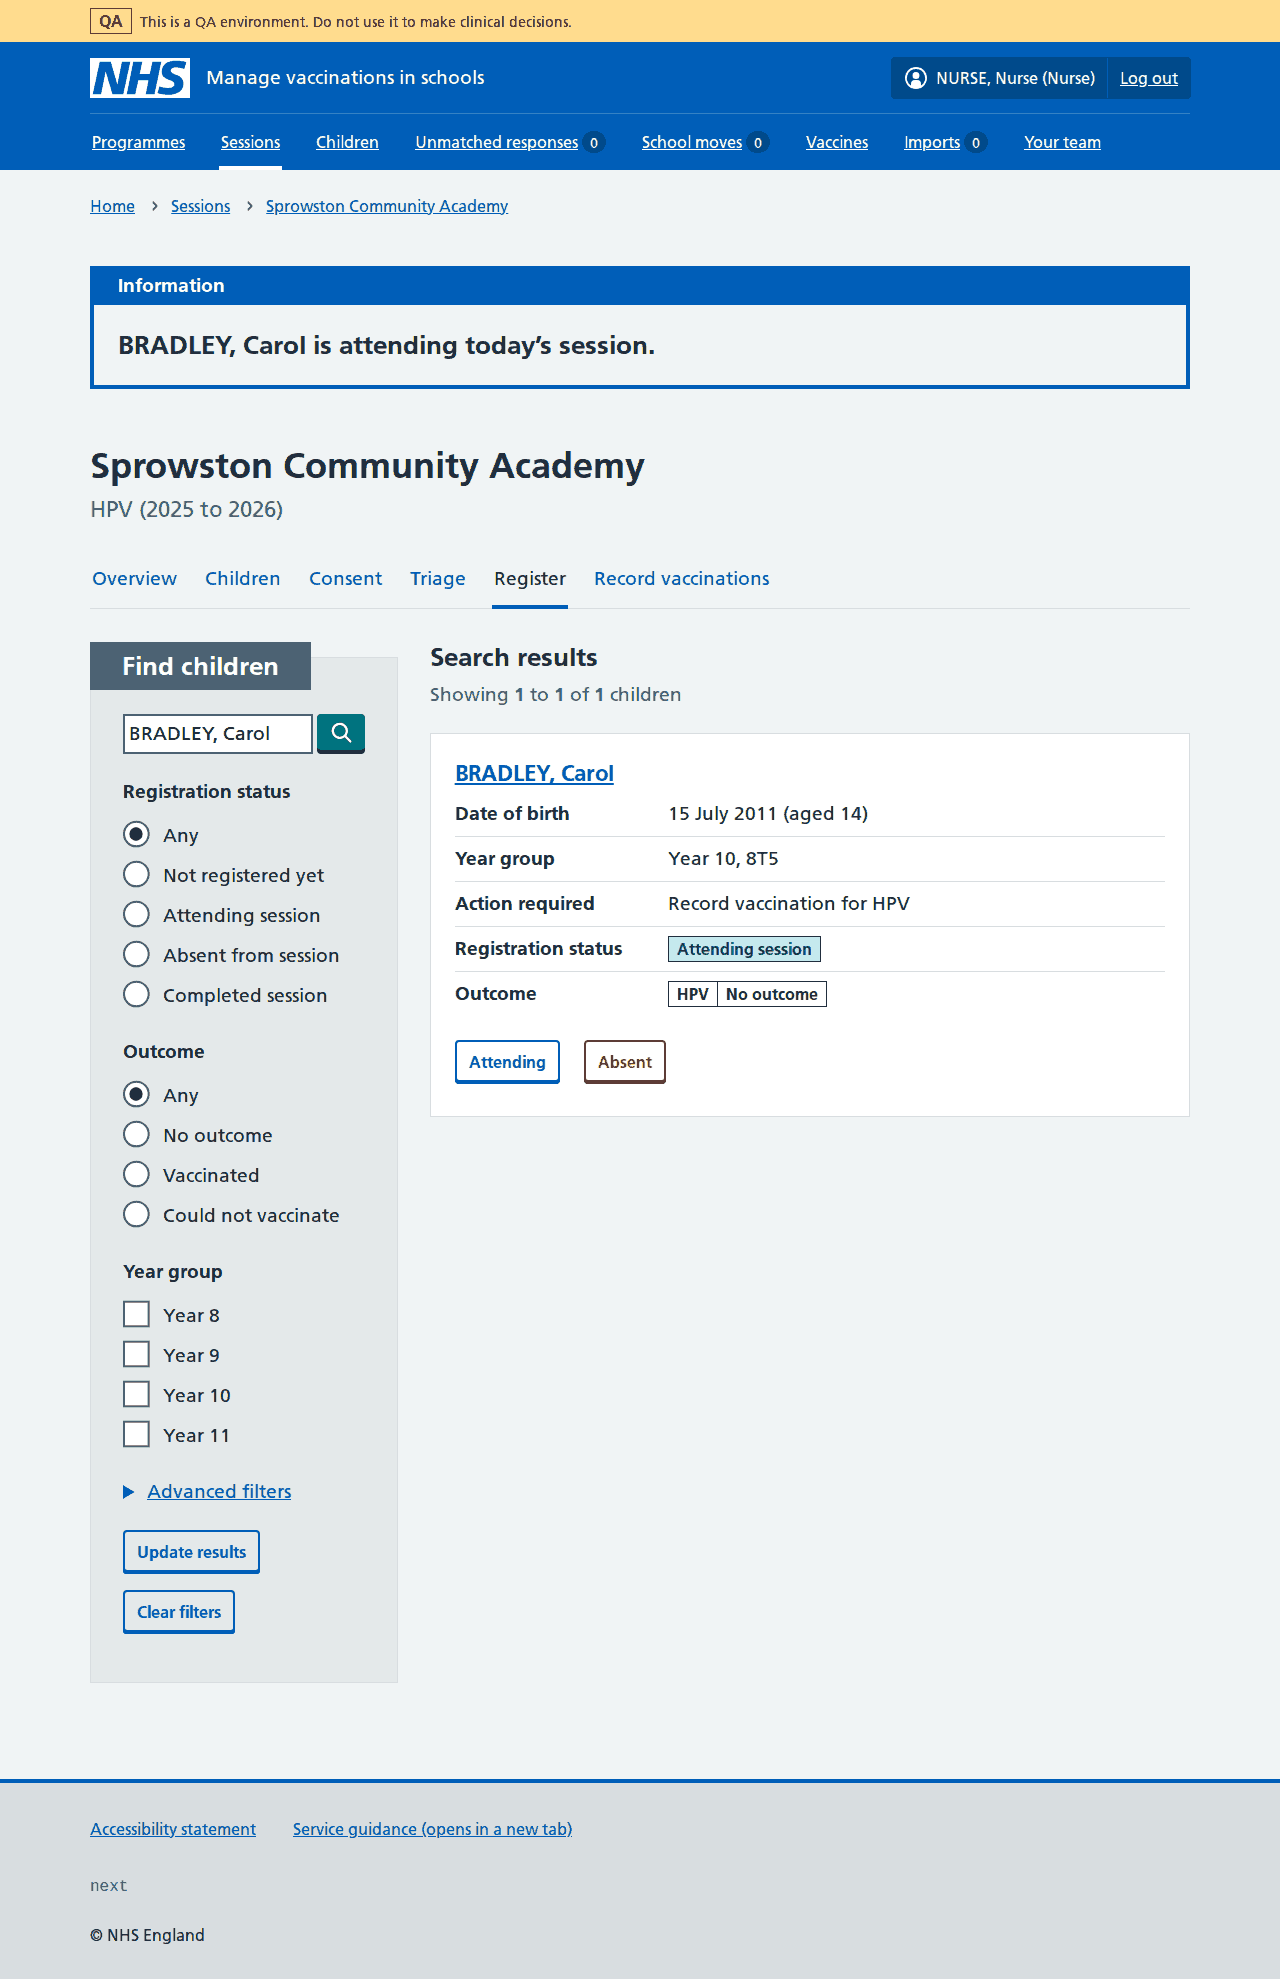 QA This is a QA environment. Do not use it to make clinical decisions.
NHS Manage vaccinations in schools
NURSE, Nurse (Nurse) Log out
Programmes Sessions Children Unmatched responses 0 School moves 0 Vaccines Imports 0 Your team
Home Sessions Sprowston Community Academy
Information
BRADLEY, Carol is attending today’s session.
Sprowston Community Academy
HPV (2025 to 2026)
Overview Children Consent Triage Register Record vaccinations
Find children
BRADLEY, Carol
Registration status
Any
Not registered yet
Attending session
Absent from session
Completed session
Outcome
Any
No outcome
Vaccinated
Could not vaccinate
Year group
Year 8
Year 9
Year 10
Year 11
Advanced filters
Update results
Clear filters
Search results
Showing 1 to 1 of 1 children
BRADLEY, Carol
Date of birth 15 July 2011 (aged 14)
Year group Year 10, 8T5
Action required Record vaccination for HPV
Registration status Attending session
Outcome HPV No outcome
Attending Absent
Accessibility statement Service guidance (opens in a new tab)
next
© NHS England